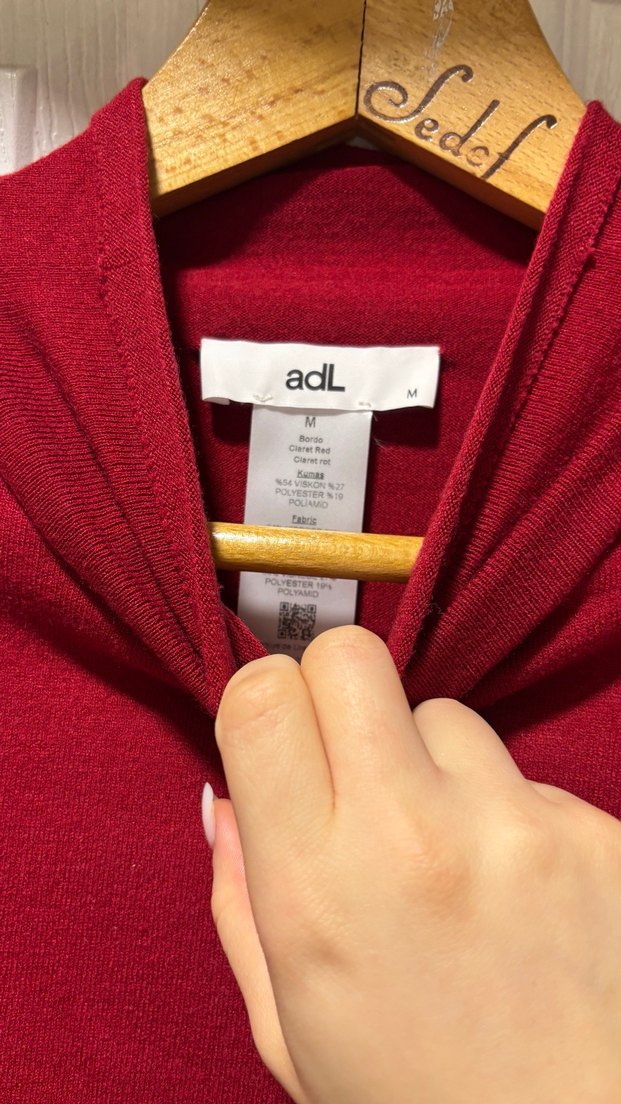 Sedef
adL
M
M
Bordo
Claret Red
Claret rot
Kumaş
%54 VISKON %27
POLYESTER %19
POLIAMID
Fabric
POLYESTER 19%
POLYAMID